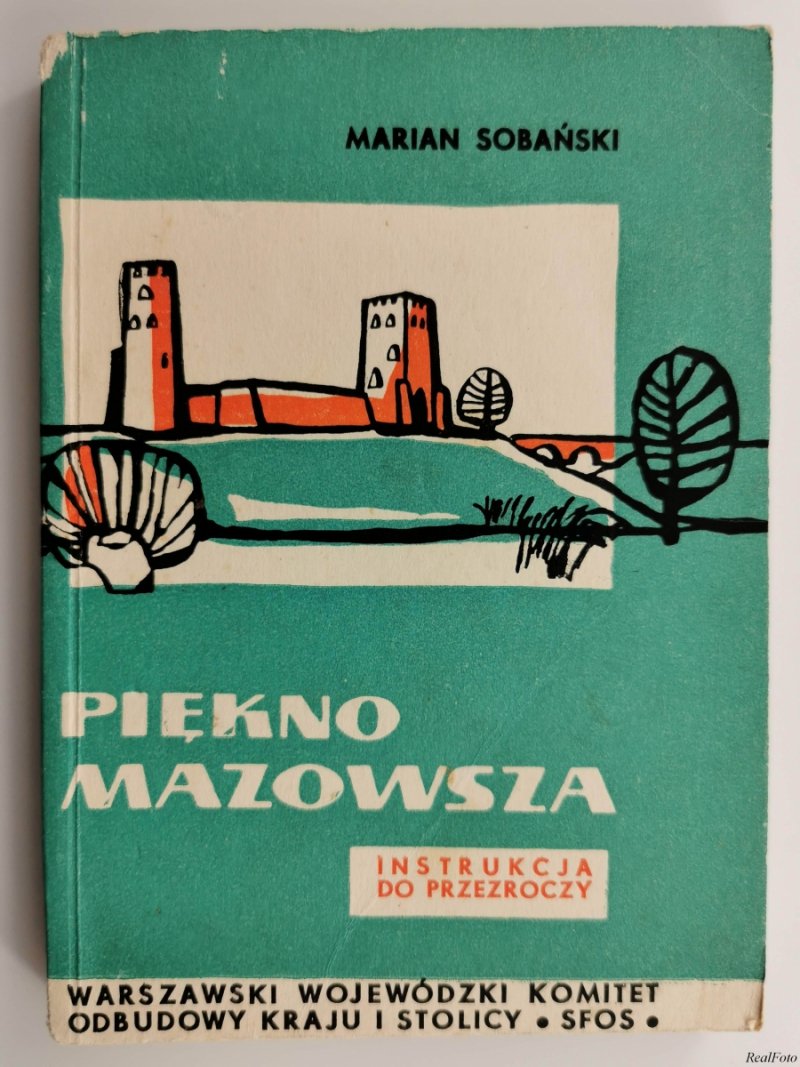 MARIAN SOBAŃSKI
PIĘKNO
MAZOWSZA
INSTRUKCJA
DO PRZEZROCZY
WARSZAWSKI WOJEWÓDZKI KOMITET
ODBUDOWY KRAJU I STOLICY • SFOS •
RealFoto